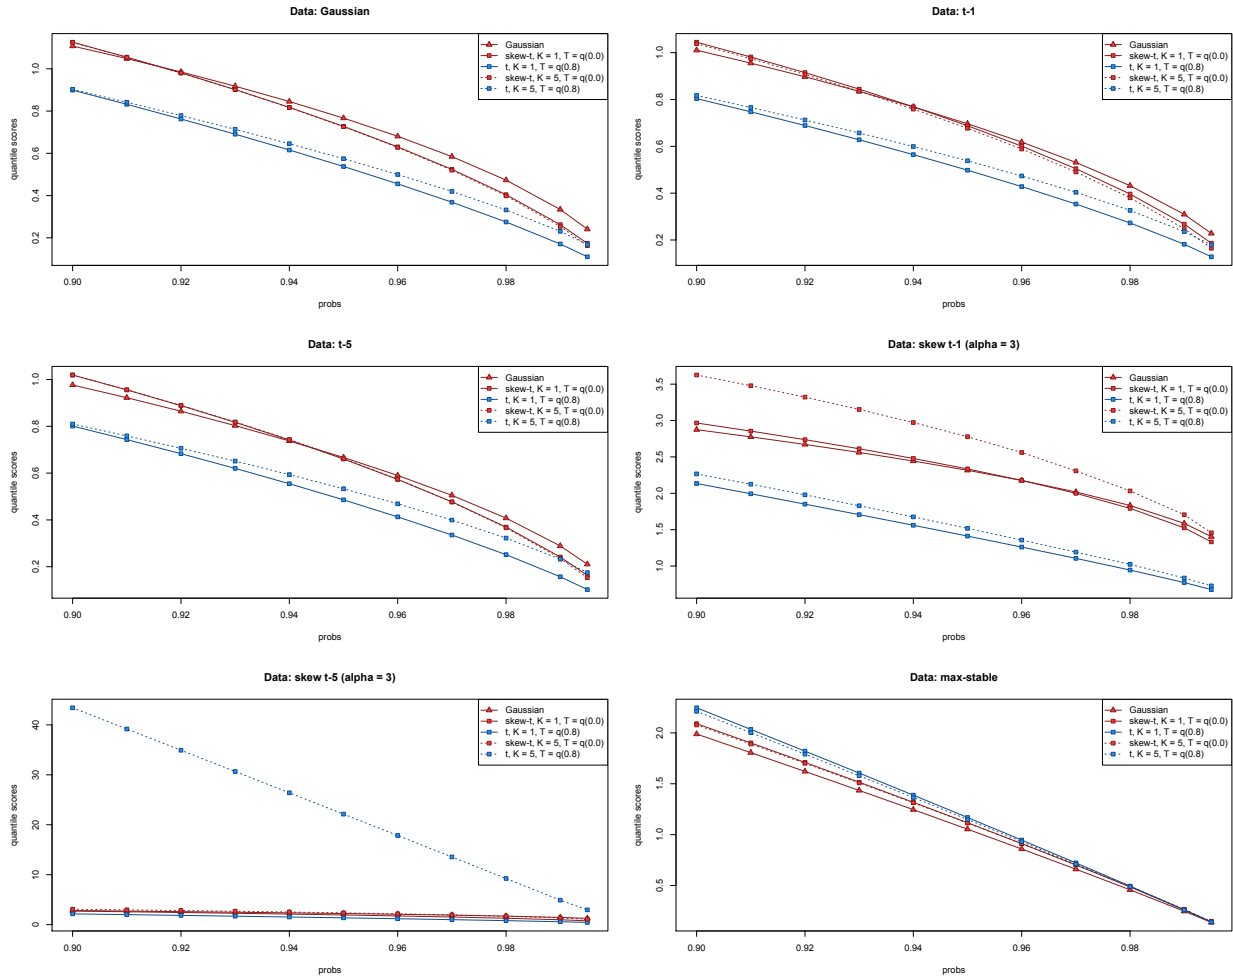 Data: Gaussian
quantile scores
0.2 0.4 0.6 0.8 1.0
Gaussian
skew-t, K = 1, T = q(0.0)
t, K = 1, T = q(0.8)
skew-t, K = 5, T = q(0.0)
t, K = 5, T = q(0.8)
0.90 0.92 0.94 0.96 0.98
probs
Data: t-1
quantile scores
0.2 0.4 0.6 0.8 1.0
Gaussian
skew-t, K = 1, T = q(0.0)
t, K = 1, T = q(0.8)
skew-t, K = 5, T = q(0.0)
t, K = 5, T = q(0.8)
0.90 0.92 0.94 0.96 0.98
probs
Data: t-5
quantile scores
0.2 0.4 0.6 0.8 1.0
Gaussian
skew-t, K = 1, T = q(0.0)
t, K = 1, T = q(0.8)
skew-t, K = 5, T = q(0.0)
t, K = 5, T = q(0.8)
0.90 0.92 0.94 0.96 0.98
probs
Data: skew t-1 (alpha = 3)
quantile scores
1.0 1.5 2.0 2.5 3.0 3.5
Gaussian
skew-t, K = 1, T = q(0.0)
t, K = 1, T = q(0.8)
skew-t, K = 5, T = q(0.0)
t, K = 5, T = q(0.8)
0.90 0.92 0.94 0.96 0.98
probs
Data: skew t-5 (alpha = 3)
quantile scores
0 10 20 30 40
Gaussian
skew-t, K = 1, T = q(0.0)
t, K = 1, T = q(0.8)
skew-t, K = 5, T = q(0.0)
t, K = 5, T = q(0.8)
0.90 0.92 0.94 0.96 0.98
probs
Data: max-stable
quantile scores
0.5 1.0 1.5 2.0
Gaussian
skew-t, K = 1, T = q(0.0)
t, K = 1, T = q(0.8)
skew-t, K = 5, T = q(0.0)
t, K = 5, T = q(0.8)
0.90 0.92 0.94 0.96 0.98
probs